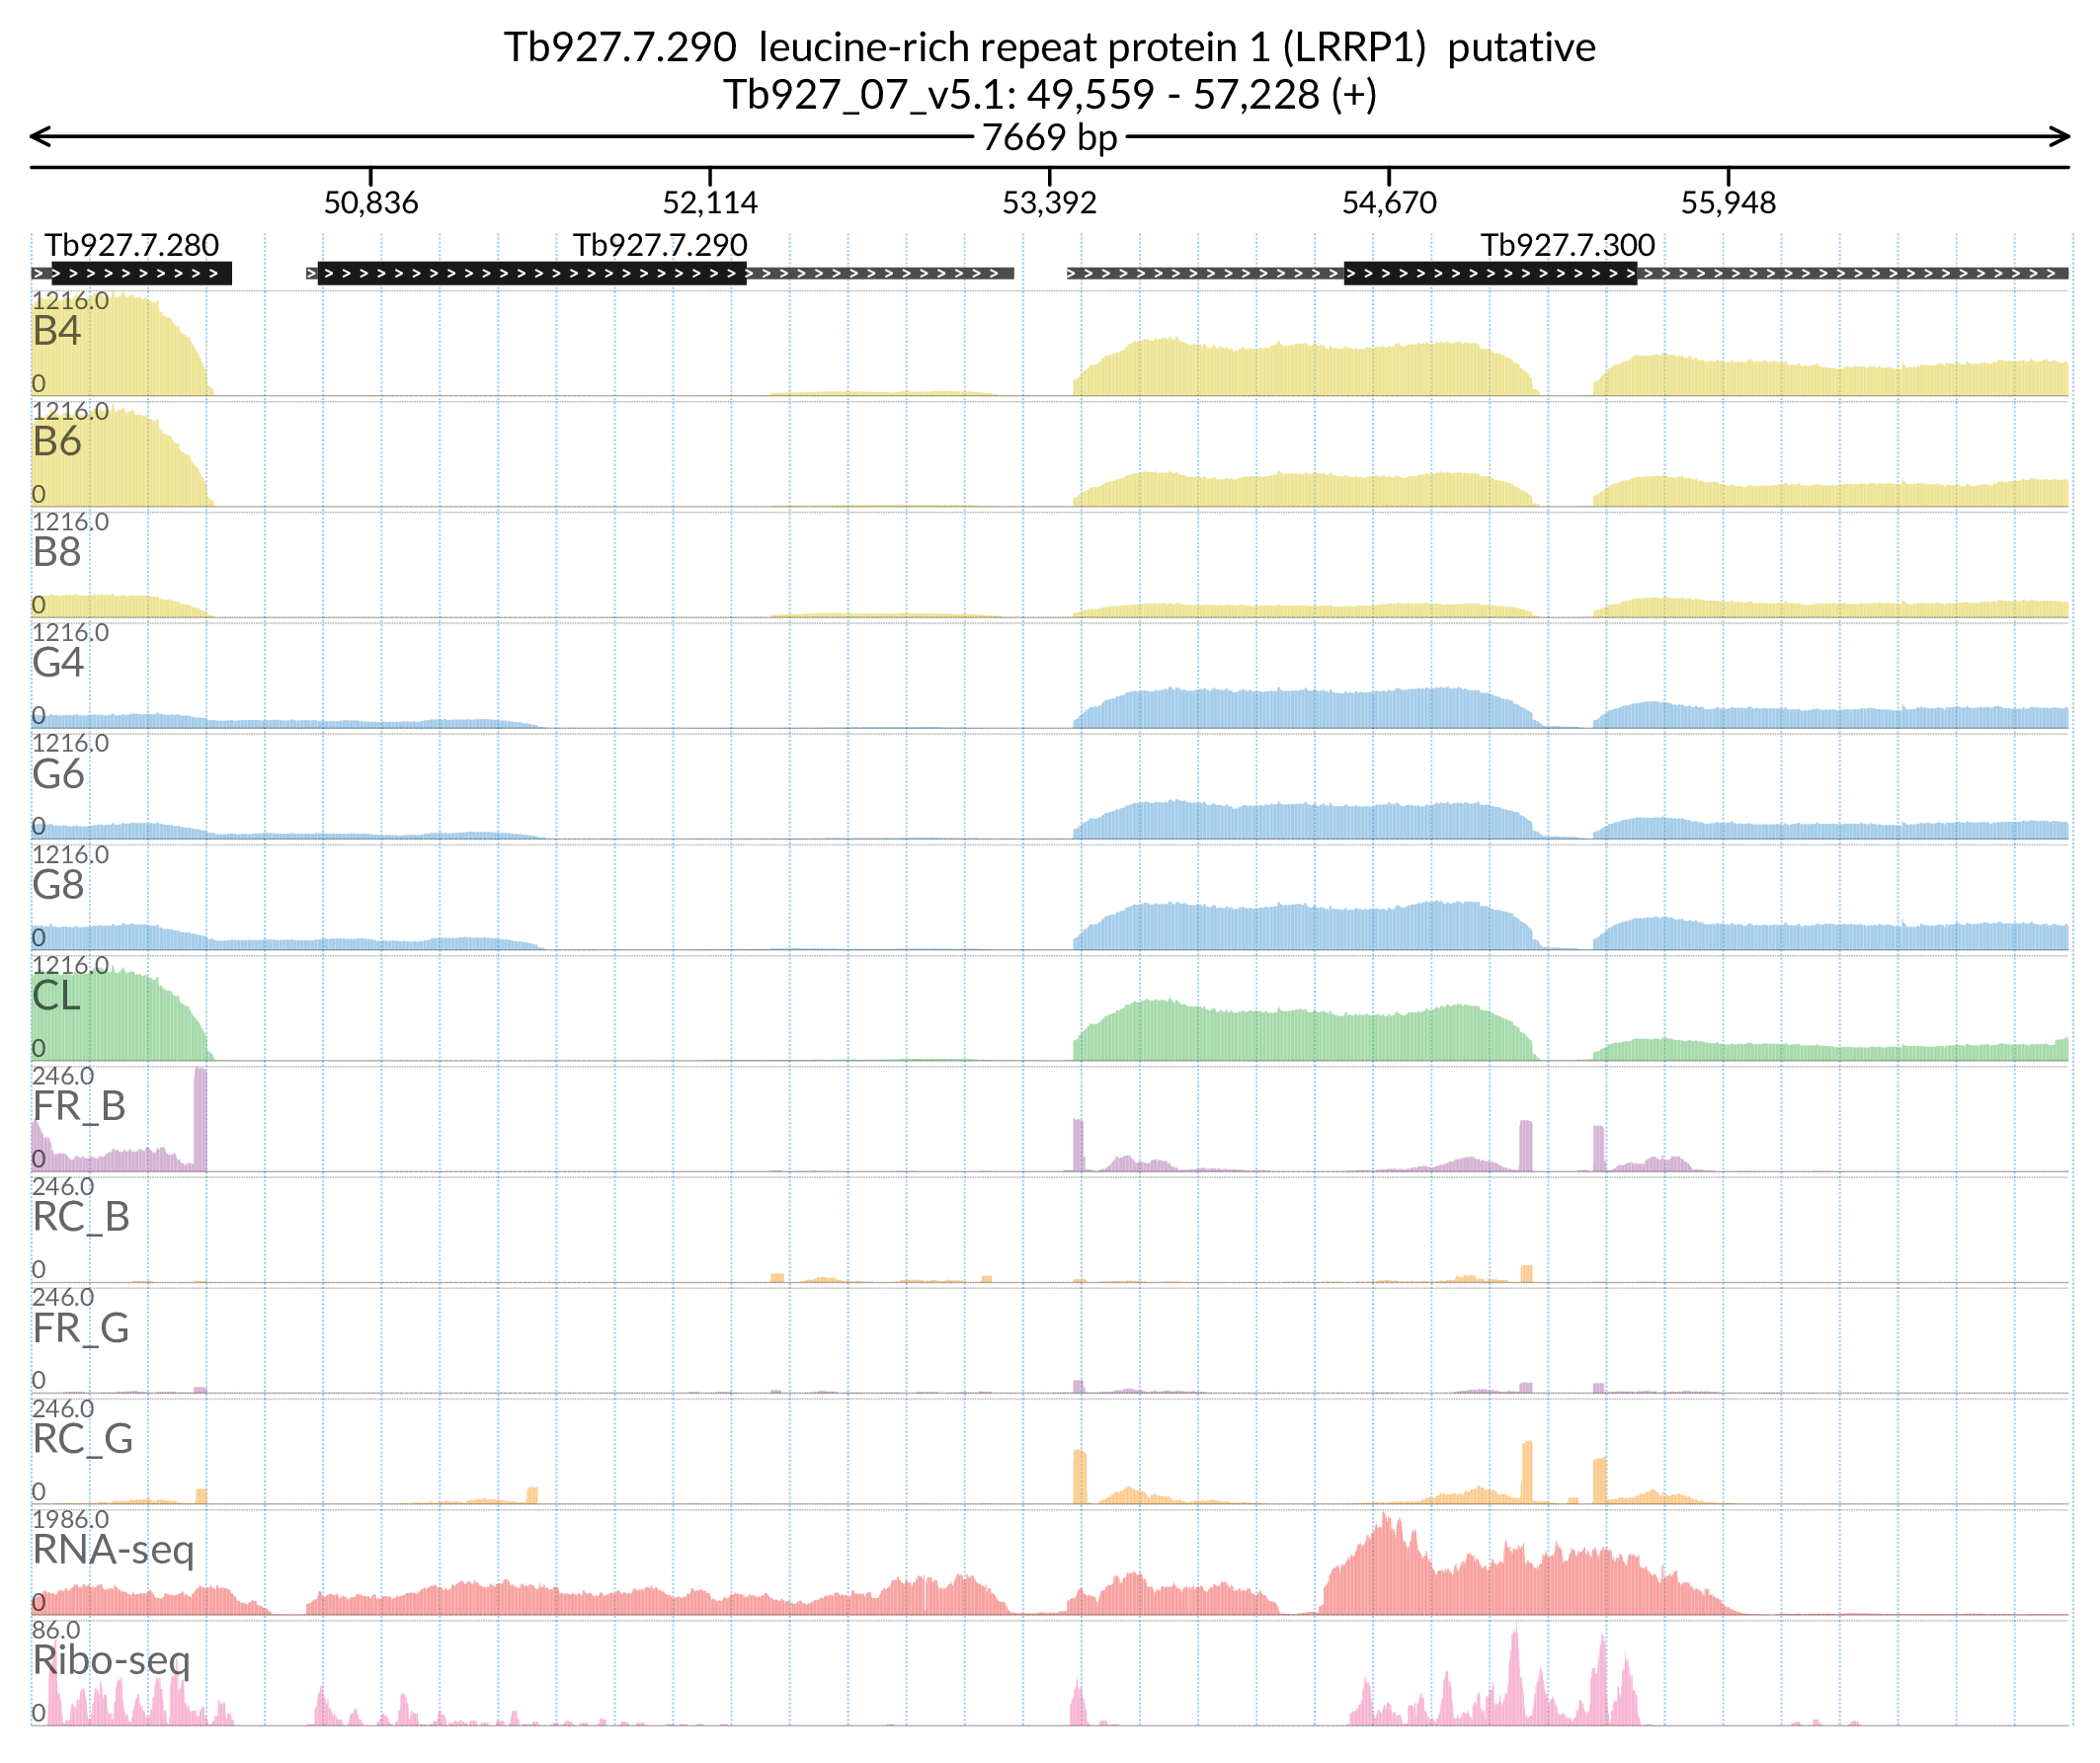 Tb927.7.290 leucine-rich repeat protein 1 (LRRP1) putative
Tb927_07_v5.1: 49,559 - 57,228 (+)
7669 bp
50,836 52,114 53,392 54,670 55,948
Tb927.7.280 Tb927.7.290 Tb927.7.300
1216.0
B4
0
1216.0
B6
0
1216.0
B8
0
1216.0
G4
0
1216.0
G6
0
1216.0
G8
0
1216.0
CL
0
246.0
FR_B
0
246.0
RC_B
0
246.0
FR_G
0
246.0
RC_G
0
1986.0
RNA-seq
0
86.0
Ribo-seq
0